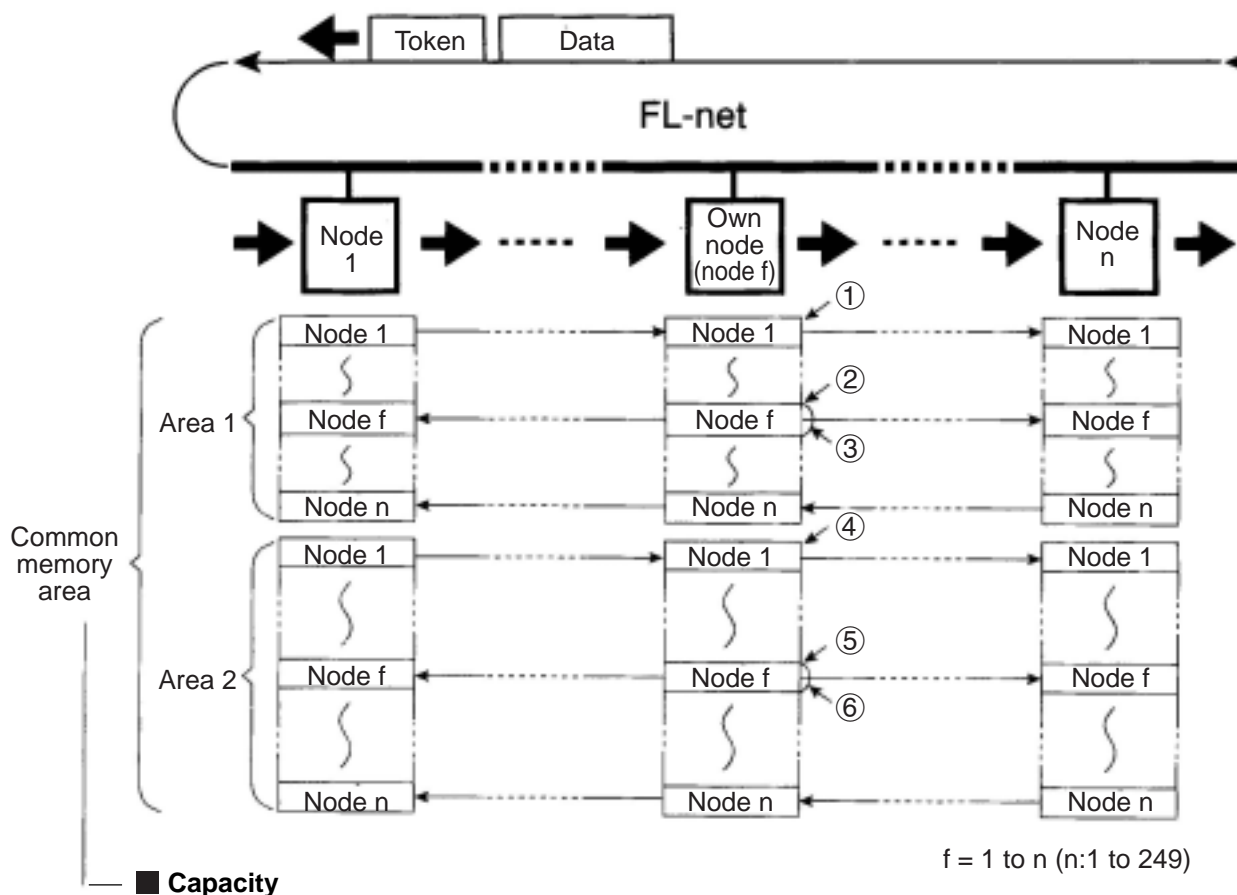 Token
Data
FL-net
Node
1
Own
node
(node f)
Node
n
①
Node 1
Node 1
Node 1
②
Area 1
Node f
Node f
Node f
③
Node n
Node n
Node n
Common
memory
area
④
Node 1
Node 1
Node 1
⑤
Area 2
Node f
Node f
Node f
⑥
Node n
Node n
Node n
f = 1 to n (n:1 to 249)
■ Capacity